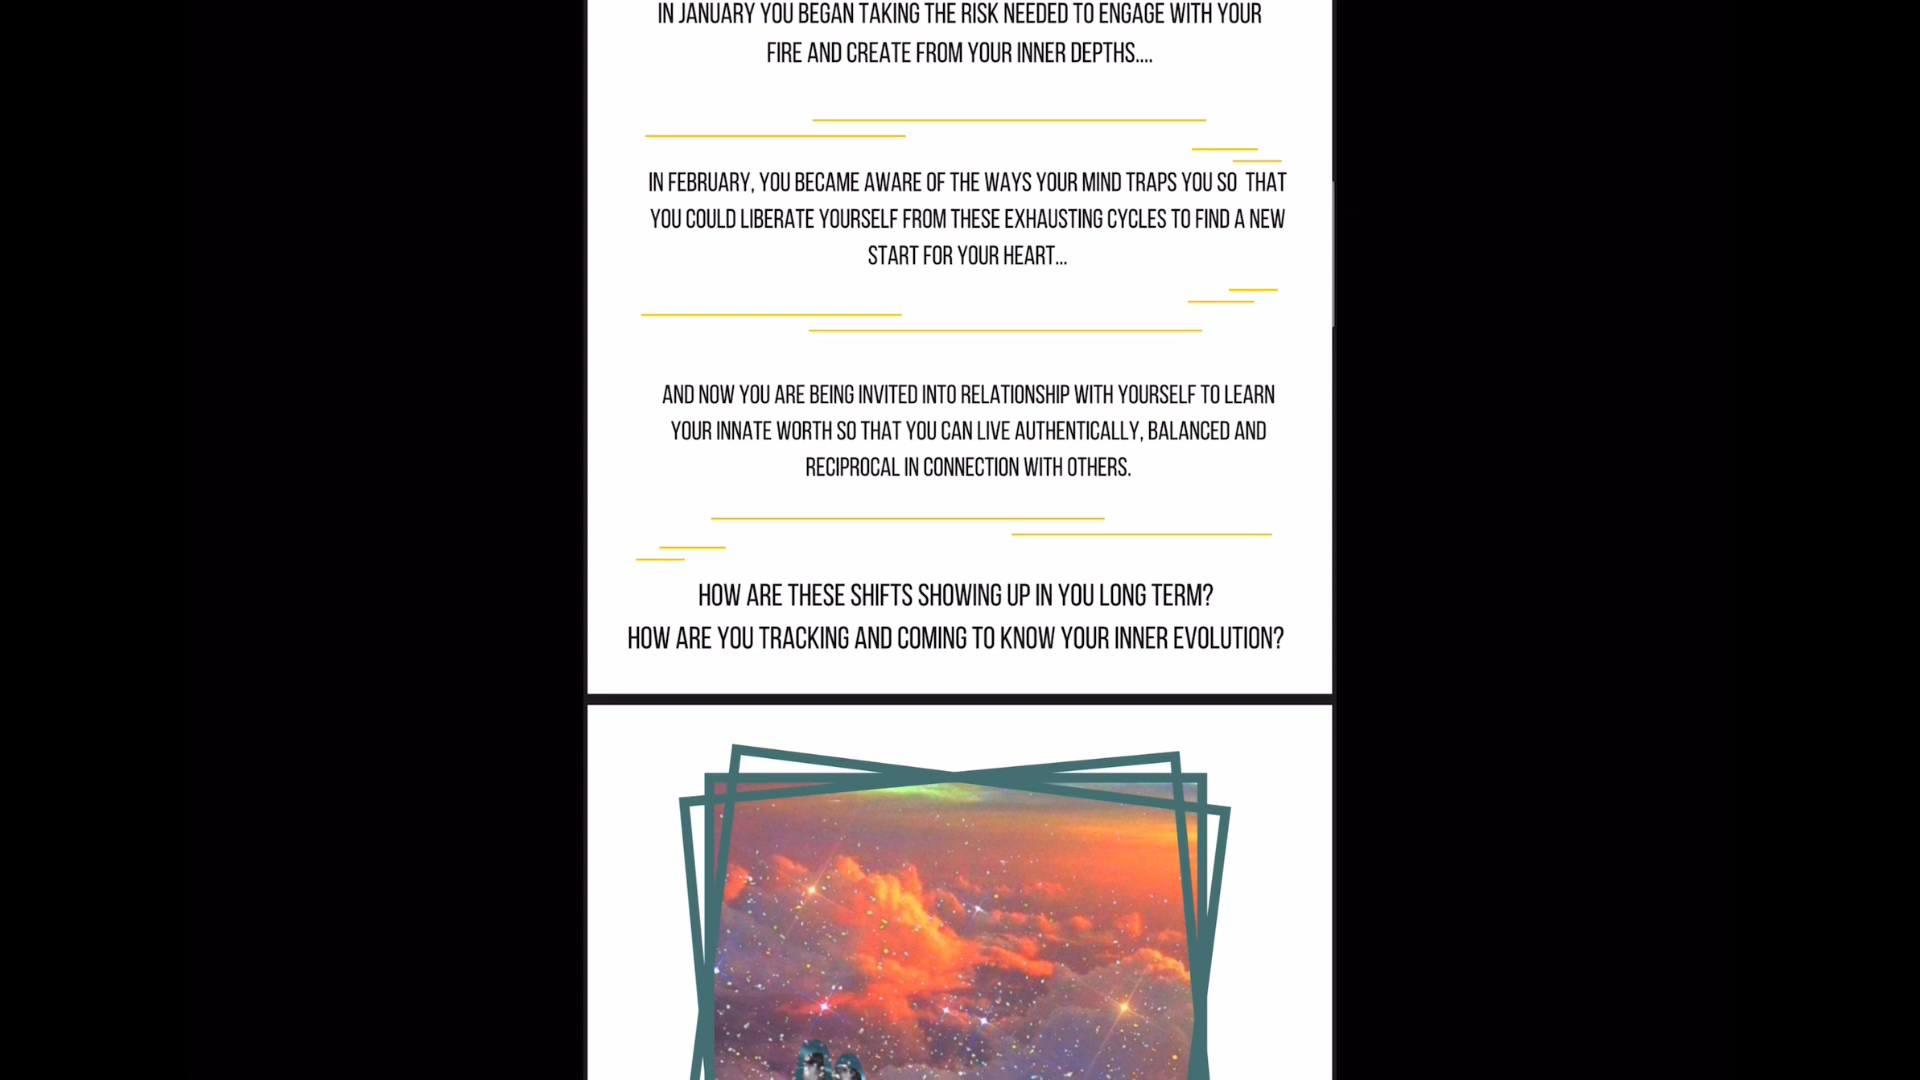 IN JANUARY YOU BEGAN TAKING THE RISK NEEDED TO ENGAGE WITH YOUR
FIRE AND CREATE FROM YOUR INNER DEPTHS....
IN FEBRUARY, YOU BECAME AWARE OF THE WAYS YOUR MIND TRAPS YOU SO THAT
YOU COULD LIBERATE YOURSELF FROM THESE EXHAUSTING CYCLES TO FIND A NEW
START FOR YOUR HEART...
AND NOW YOU ARE BEING INVITED INTO RELATIONSHIP WITH YOURSELF TO LEARN
YOUR INNATE WORTH SO THAT YOU CAN LIVE AUTHENTICALLY, BALANCED AND
RECIPROCAL IN CONNECTION WITH OTHERS.
HOW ARE THESE SHIFTS SHOWING UP IN YOU LONG TERM?
HOW ARE YOU TRACKING AND COMING TO KNOW YOUR INNER EVOLUTION?